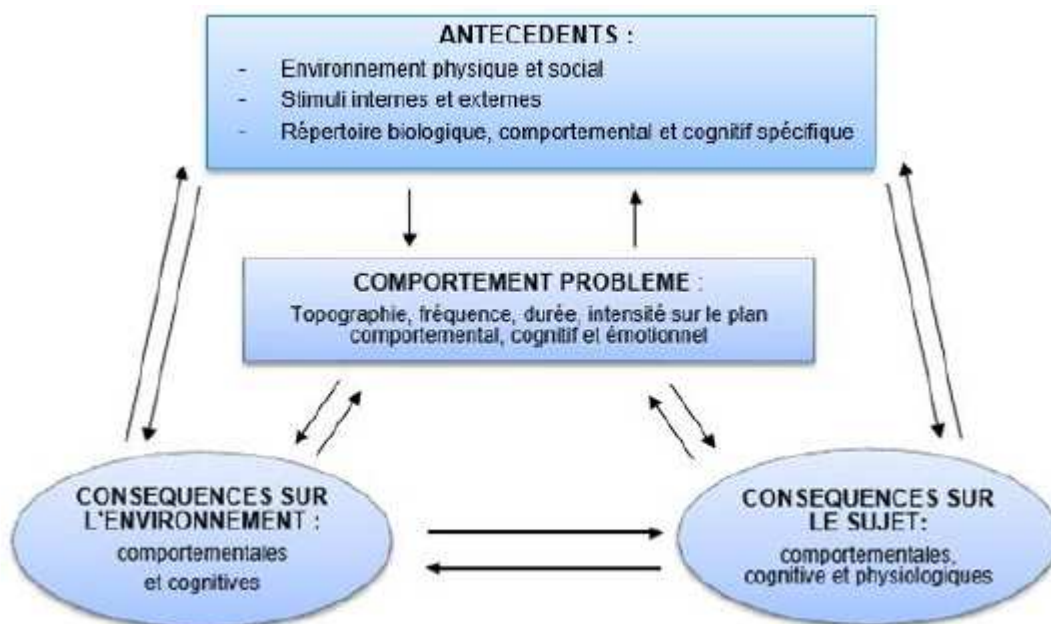 ANTECEDENTS :
- Environnement physique et social
- Stimuli internes et externes
- Répertoire biologique, comportemental et cognitif spécifique
COMPORTEMENT PROBLEME :
Topographie, fréquence, durée, intensité sur le plan
comportemental, cognitif et émotionnel
CONSEQUENCES SUR
L'ENVIRONNEMENT :
comportementales
et cognitives
CONSEQUENCES SUR
LE SUJET:
comportementales,
cognitive et physiologiques